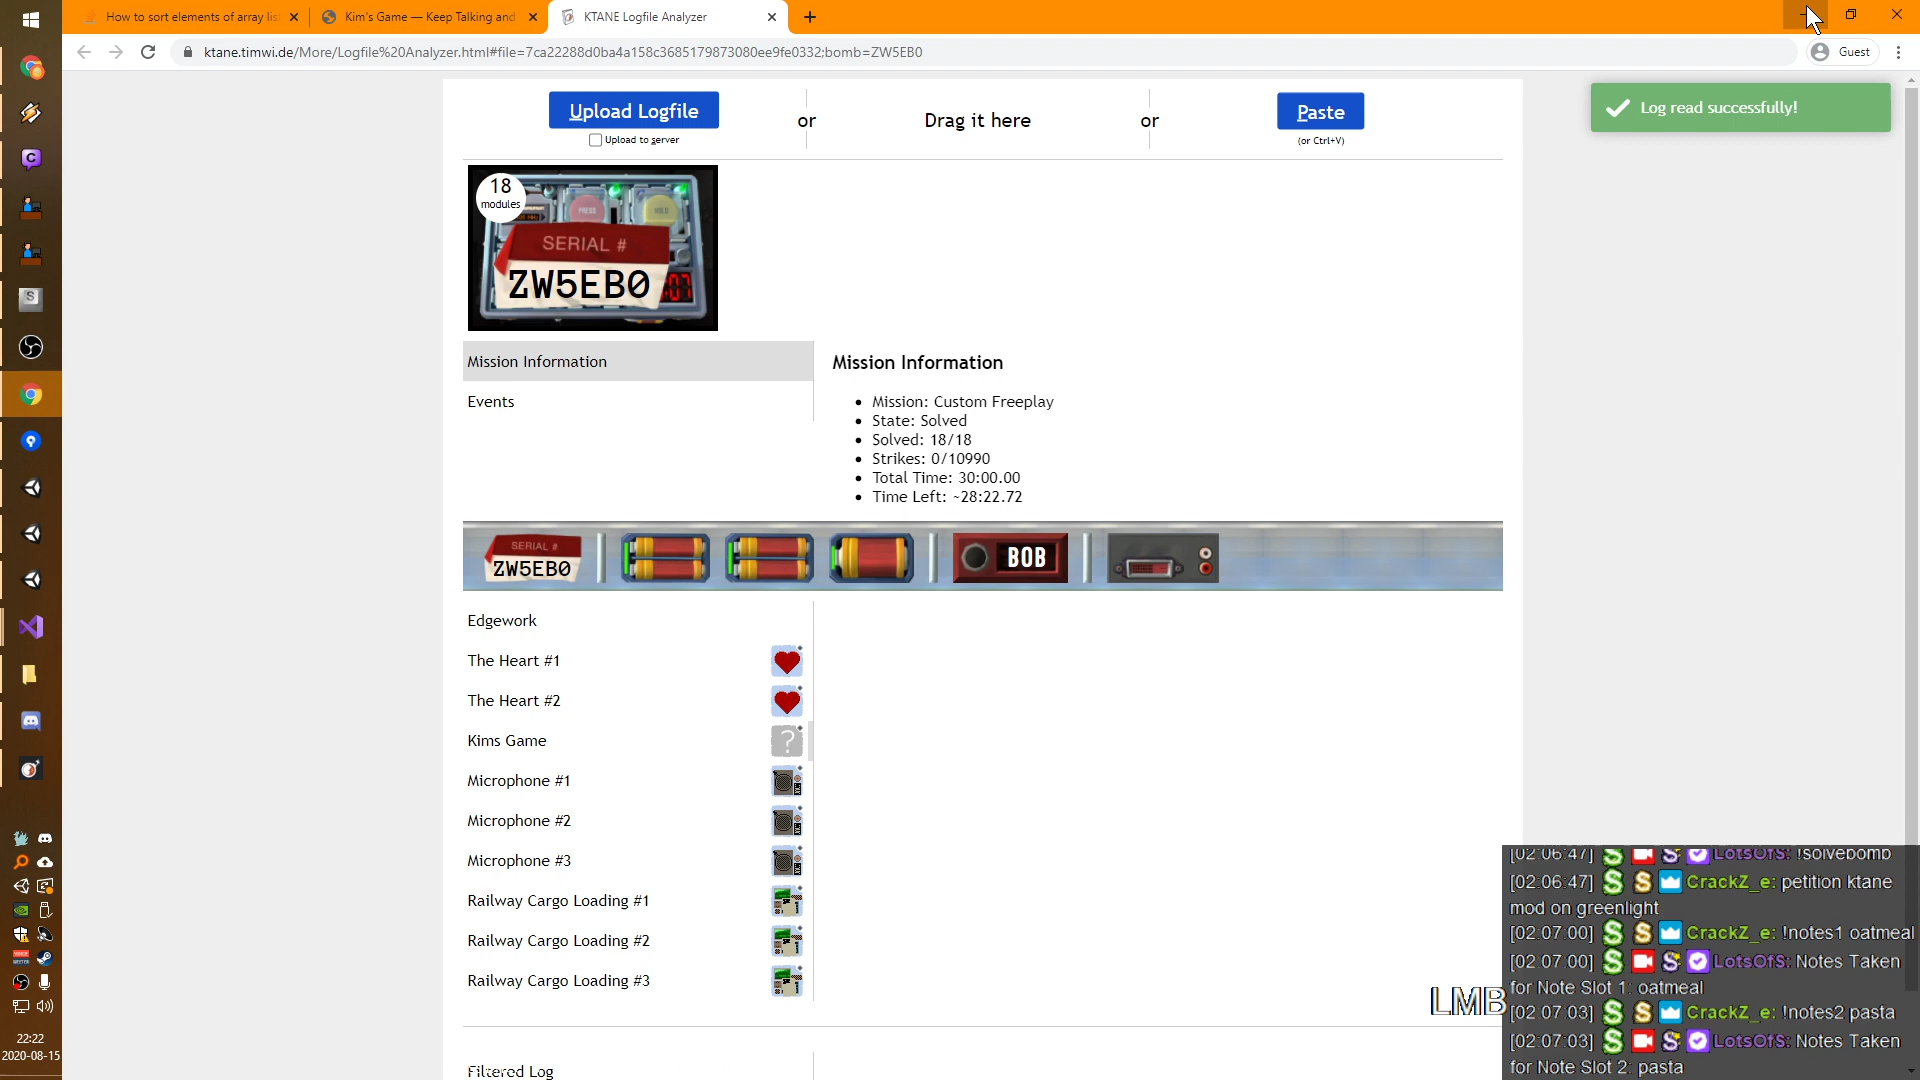 How to sort elements of array lis
Kim's Game — Keep Talking and
KTANE Logfile Analyzer
ktane.timwi.de/More/Logfile%20Analyzer.html#file=7ca22288d0ba4a158c3685179873080ee9fe0332;bomb=ZW5EB0
Guest
Upload Logfile
or
Drag it here
or
Paste
Upload to server
(or Ctrl+V)
Log read successfully!
18
modules
PRESS
HOLD
SERIAL #
ZW5EB0
Mission Information
Events
Mission Information
Mission: Custom Freeplay
State: Solved
Solved: 18/18
Strikes: 0/10990
Total Time: 30:00.00
Time Left: ~28:22.72
SERIAL #
ZW5EB0
BOB
Edgework
The Heart #1
The Heart #2
Kims Game
?
Microphone #1
Microphone #2
Microphone #3
Railway Cargo Loading #1
Railway Cargo Loading #2
Railway Cargo Loading #3
Filtered Log
LMB
[02:06:47] LotsOfS: !solvebomb
[02:06:47] CrackZ_e: petition ktane
mod on greenlight
[02:07:00] CrackZ_e: !notes1 oatmeal
[02:07:00] LotsOfS: Notes Taken
for Note Slot 1: oatmeal
[02:07:03] CrackZ_e: !notes2 pasta
[02:07:03] LotsOfS: Notes Taken
for Note Slot 2: pasta
22:22
2020-08-15